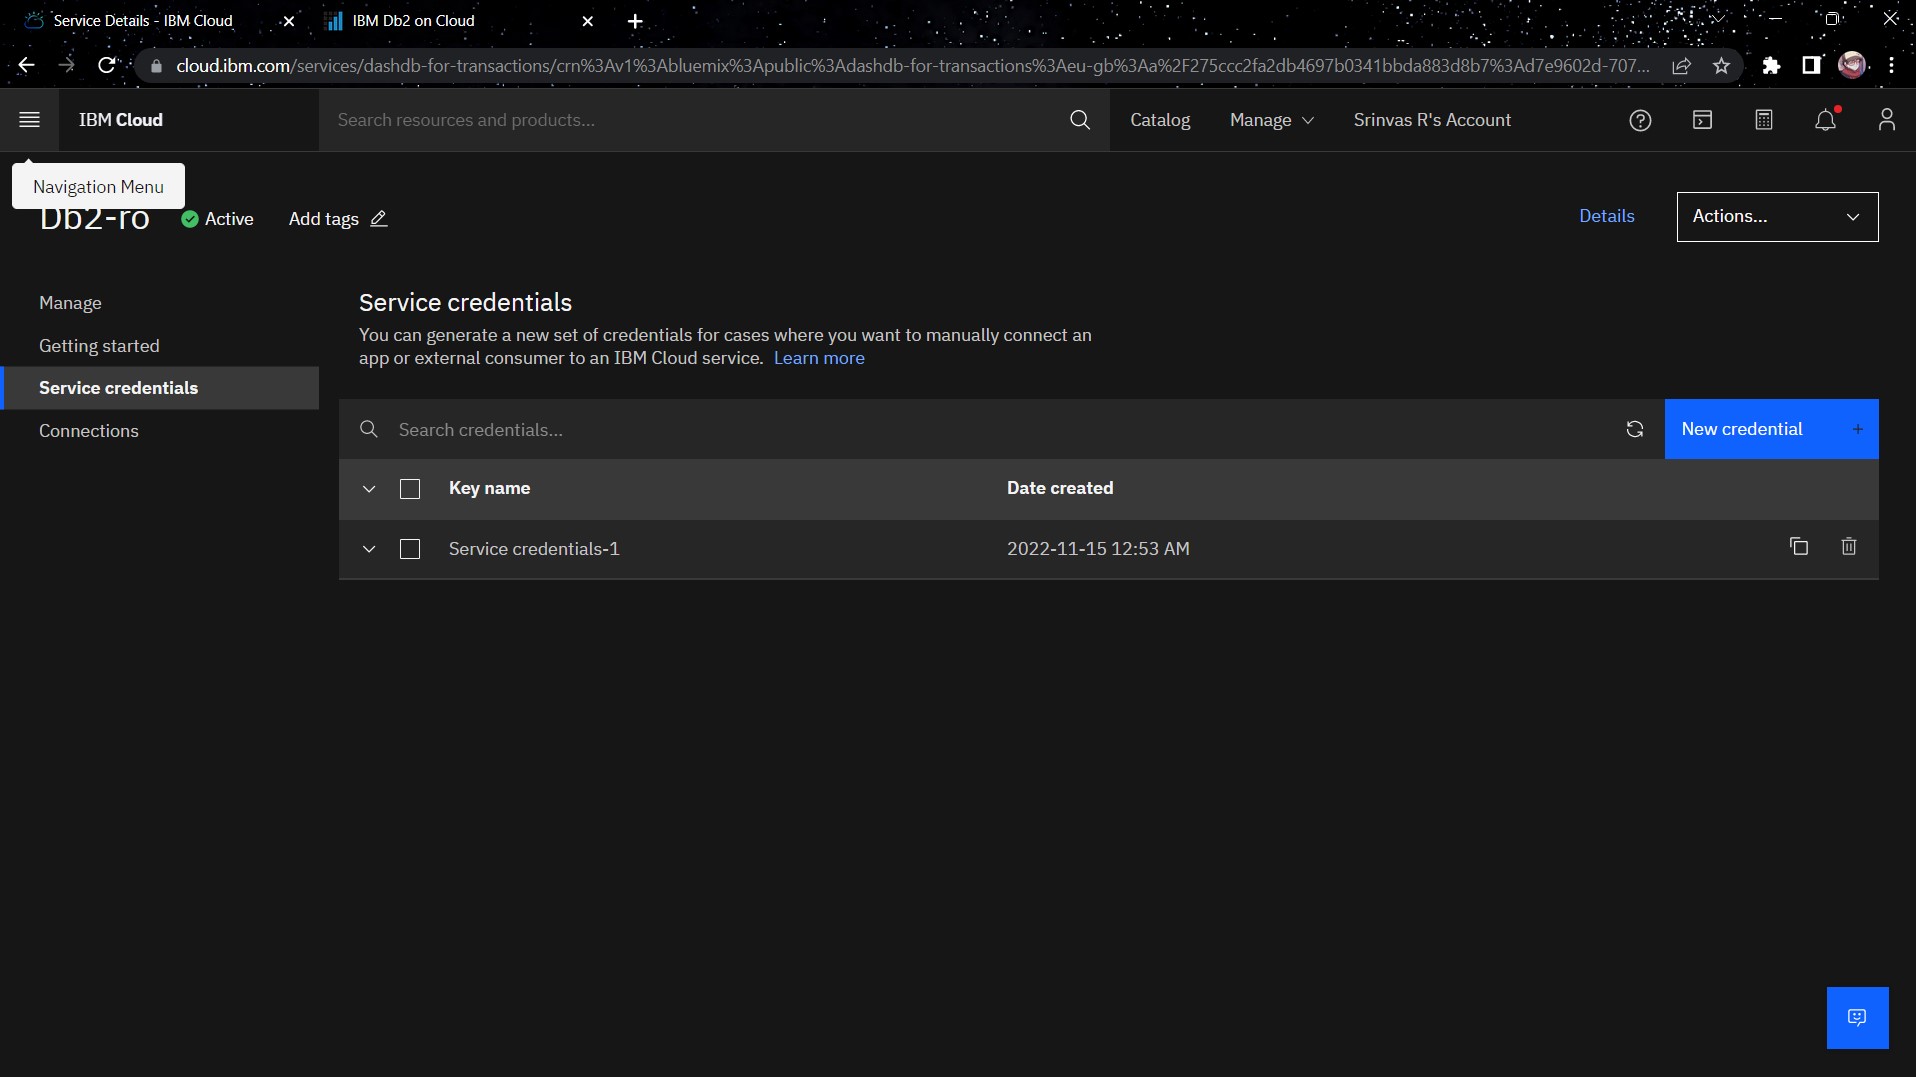 Service Details - IBM Cloud
IBM Db2 on Cloud
cloud.ibm.com/services/dashdb-for-transactions/crn%3Av1%3Abluemix%3Apublic%3Adashdb-for-transactions%3Aeu-gb%3Aa%2F275ccc2fa2db4697b0341bbda883d8b7%3Ad7e9602d-707...
IBM Cloud
Search resources and products...
Catalog
Manage
Srinvas R's Account
Navigation Menu
Db2-ro
Active
Add tags
Details
Actions...
Manage
Getting started
Service credentials
Connections
Service credentials
You can generate a new set of credentials for cases where you want to manually connect an
app or external consumer to an IBM Cloud service. Learn more
Search credentials...
New credential +
Key name
Date created
Service credentials-1
2022-11-15 12:53 AM